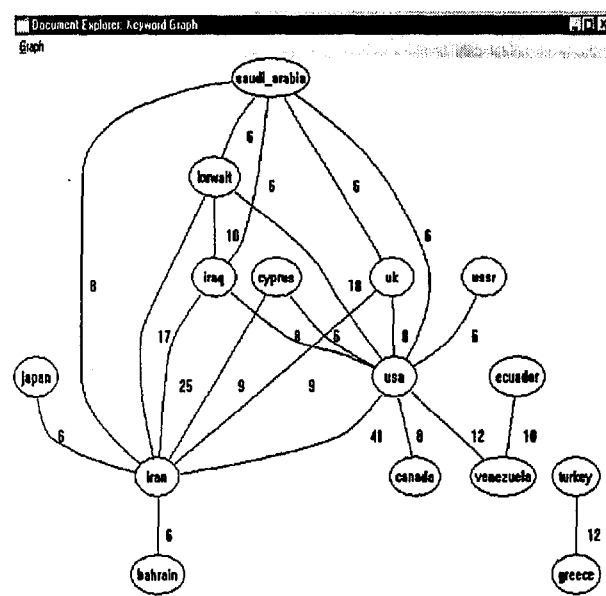 Document Explorer: Keyword Graph
Graph
saudi_arabia
6
kuwait
6 6
10 6
iraq cyprus uk ussr
8 18
17 8 6 8 6
japan usa ecuador
25 9 9
6 41 8 12 10
iran canada venezuela turkey
6 12
bahrain greece